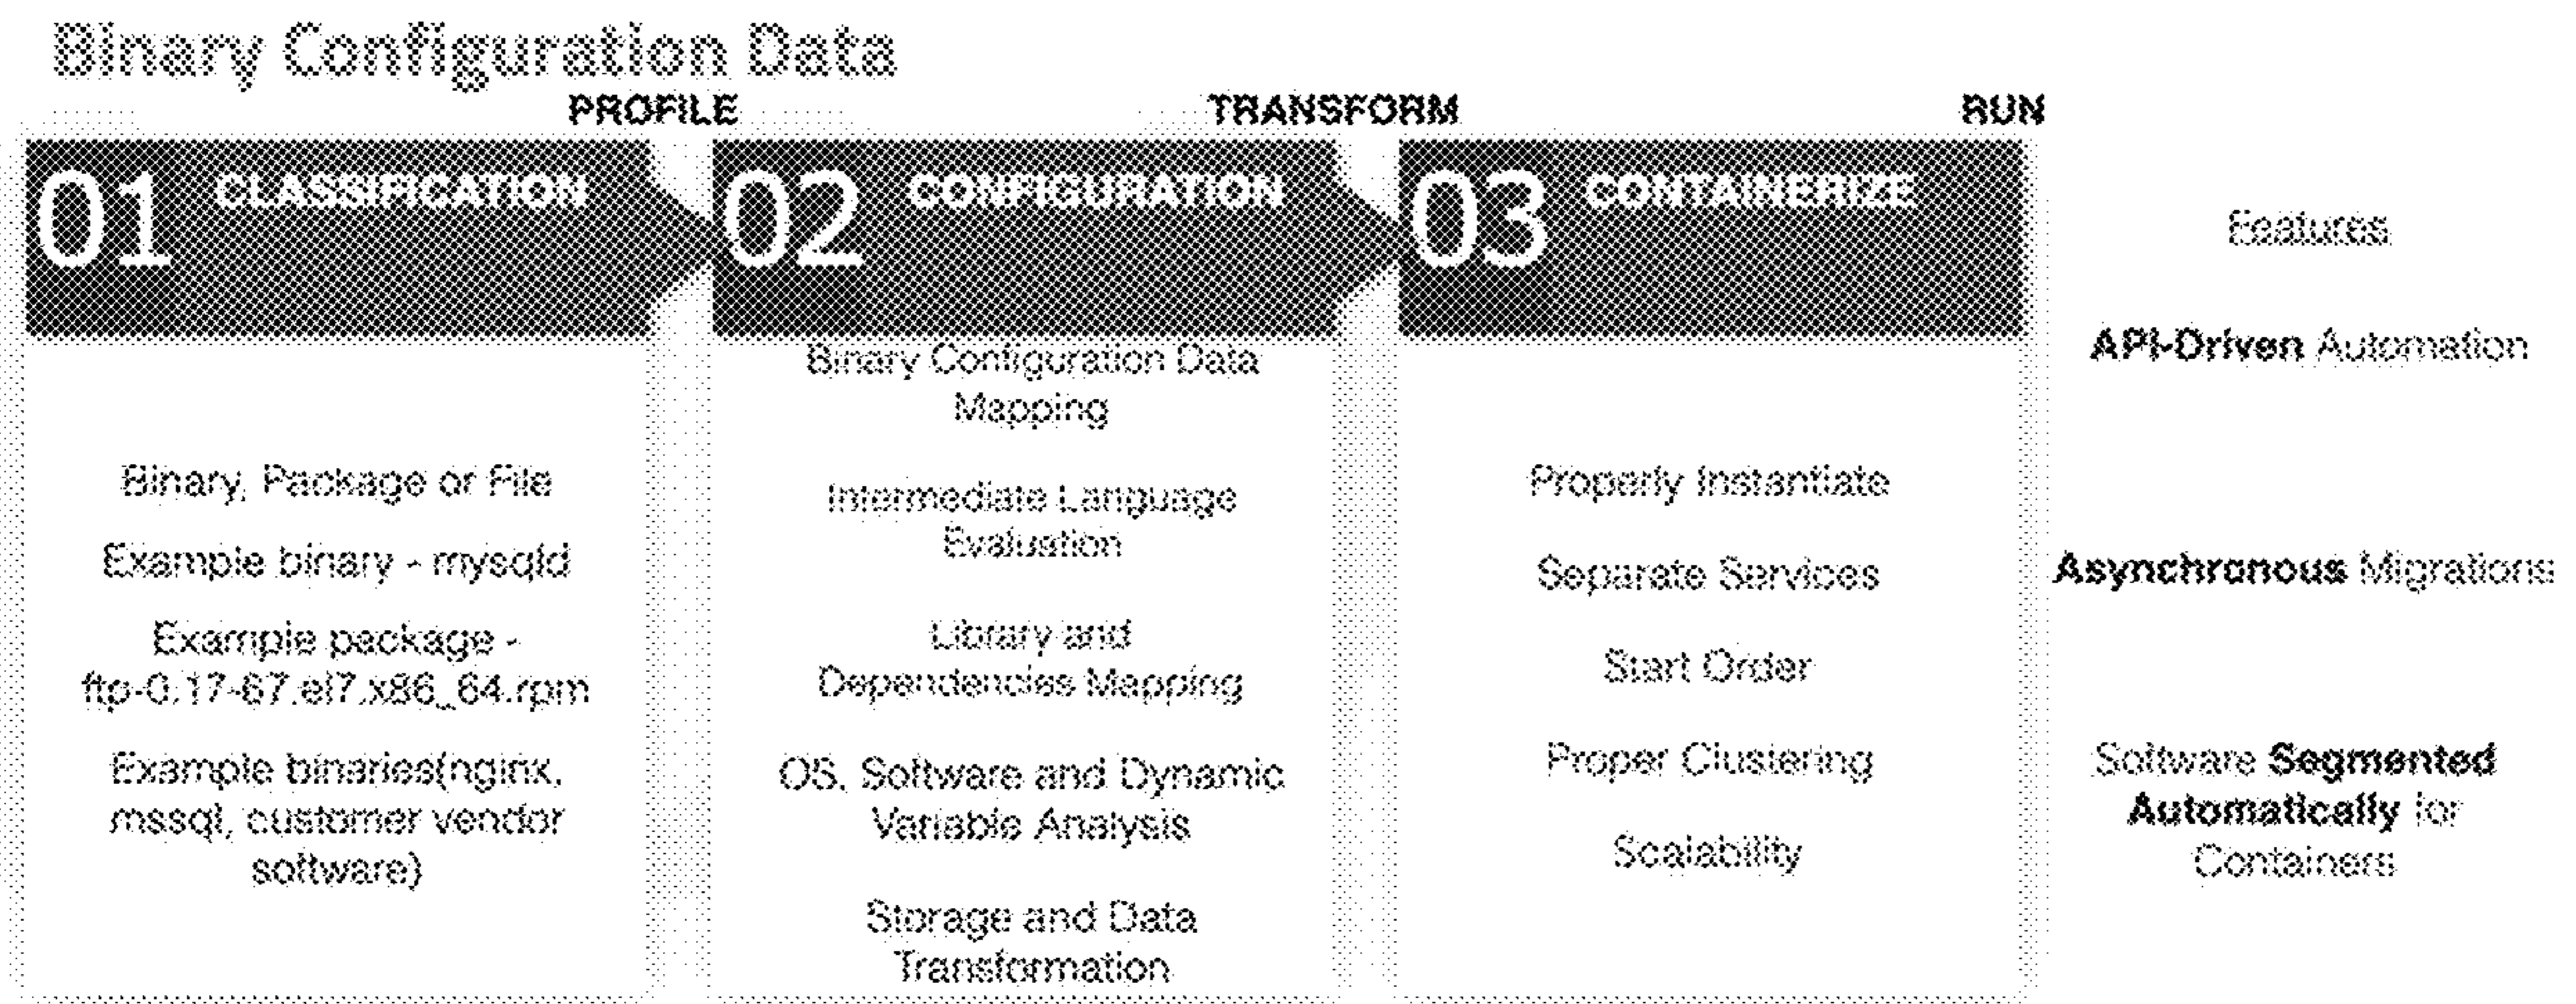 Binary Configuration Data
PROFILE
TRANSFORM
RUN
01
CLASSIFICATION
Binary, Package or File
Example binary - mysqld
Example package -
ftp-0.17-67.el7.x86_64.rpm
Example binaries(nginx,
mssql, customer vendor
software)
02
CONFIGURATION
Binary Configuration Data
Mapping
Intermediate Language
Evaluation
Library and
Dependencies Mapping
OS, Software and Dynamic
Variable Analysis
Storage and Data
Transformation
03
CONTAINERIZE
Properly Instantiate
Separate Services
Start Order
Proper Clustering
Scalability
Features
API-Driven Automation
Asynchronous Migrations
Software Segmented
Automatically for
Containers